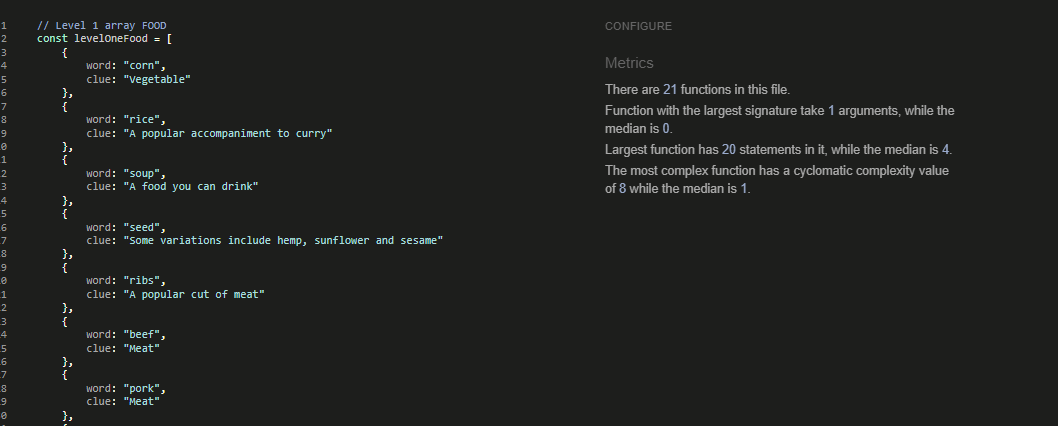 CONFIGURE
1 // Level 1 array FOOD
2 const levelOneFood = [
3 {
4 word: "corn",
5 clue: "Vegetable"
6 },
7 {
8 word: "rice",
9 clue: "A popular accompaniment to curry"
0 },
1 {
2 word: "soup",
3 clue: "A food you can drink"
4 },
5 {
6 word: "seed",
7 clue: "Some variations include hemp, sunflower and sesame"
8 },
9 {
0 word: "ribs",
1 clue: "A popular cut of meat"
2 },
3 {
4 word: "beef",
5 clue: "Meat"
6 },
7 {
8 word: "pork",
9 clue: "Meat"
0 },
Metrics
There are 21 functions in this file.
Function with the largest signature take 1 arguments, while the
median is 0.
Largest function has 20 statements in it, while the median is 4.
The most complex function has a cyclomatic complexity value
of 8 while the median is 1.